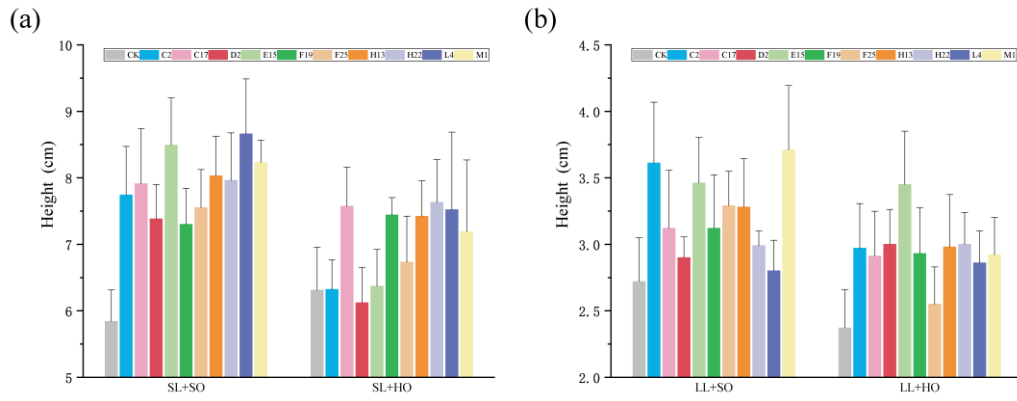 (a)
10
9
8
7
6
5
Height (cm)
CK C2 C17 D2 E15 F19 F25 H13 H22 L4 M1
SL+SO SL+HO
(b)
4.5
4.0
3.5
3.0
2.5
2.0
Height (cm)
CK C2 C17 D2 E15 F19 F25 H13 H22 L4 M1
LL+SO LL+HO